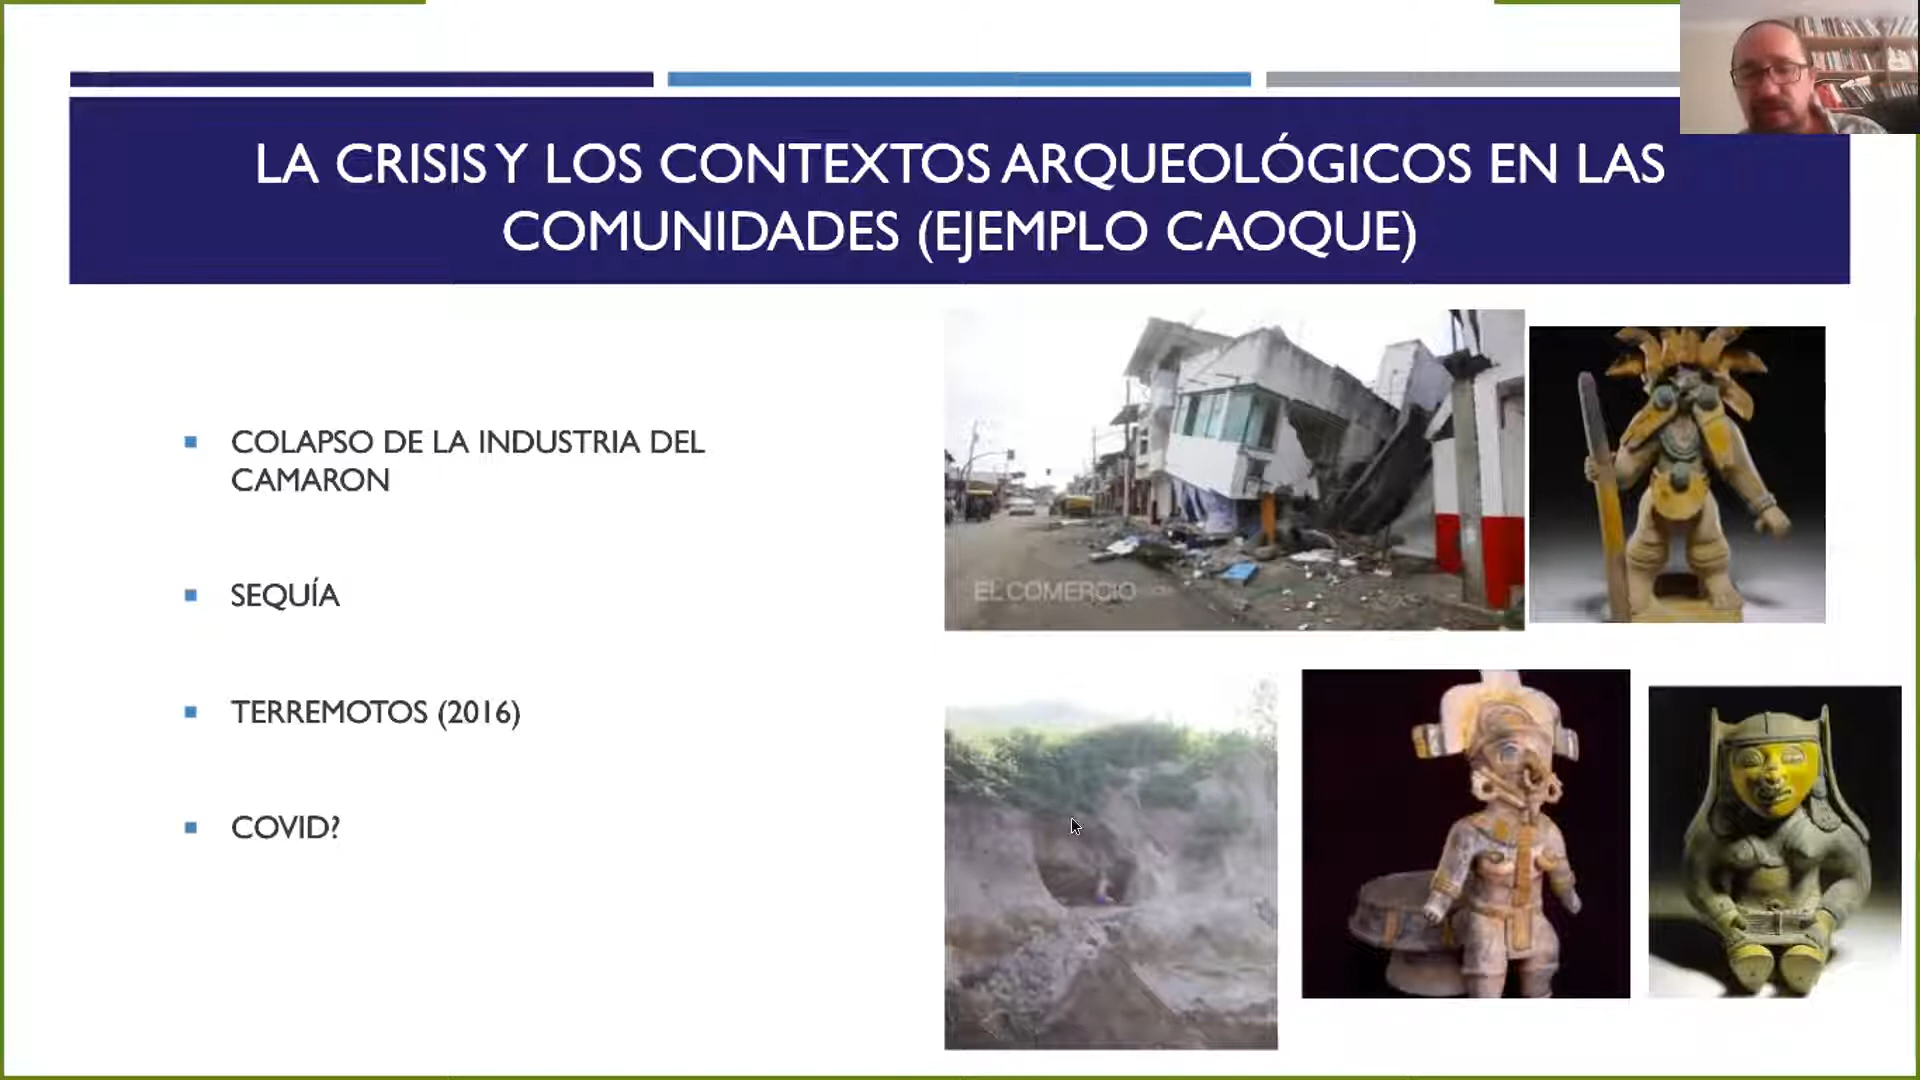 LA CRISIS Y LOS CONTEXTOS ARQUEOLÓGICOS EN LAS
COMUNIDADES (EJEMPLO CAOQUE)
COLAPSO DE LA INDUSTRIA DEL
CAMARON
SEQUÍA
TERREMOTOS (2016)
COVID?
EL COMERCIO